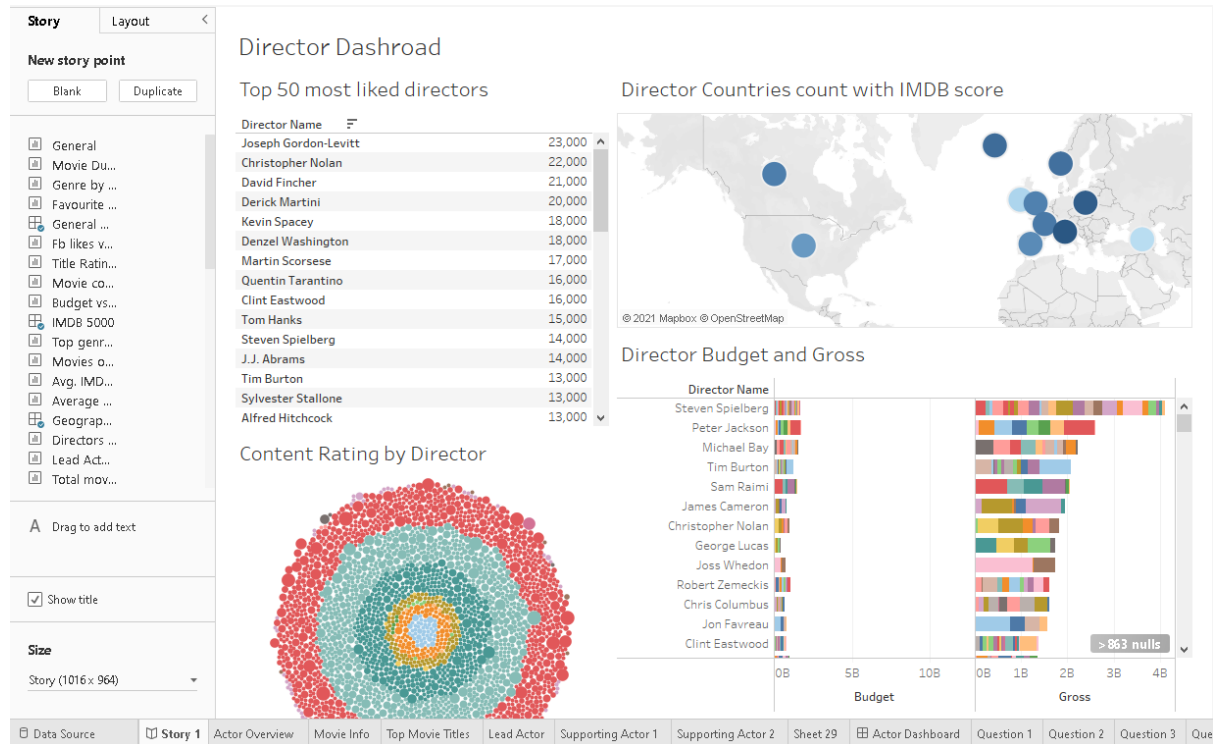 Story
Layout
<
New story point
Blank
Duplicate
General
Movie Du...
Genre by ...
Favourite ...
General ...
Fb likes v...
Title Ratin...
Movie co...
Budget vs...
IMDB 5000
Top genr...
Movies o...
Avg. IMD...
Average ...
Geograp...
Directors ...
Lead Act...
Total mov...
A Drag to add text
Show title
Size
Story (1016 x 964)
Director Dashroad
Top 50 most liked directors
Director Name
Joseph Gordon-Levitt 23,000
Christopher Nolan 22,000
David Fincher 21,000
Derick Martini 20,000
Kevin Spacey 18,000
Denzel Washington 18,000
Martin Scorsese 17,000
Quentin Tarantino 16,000
Clint Eastwood 16,000
Tom Hanks 15,000
Steven Spielberg 14,000
J.J. Abrams 14,000
Tim Burton 13,000
Sylvester Stallone 13,000
Alfred Hitchcock 13,000
Content Rating by Director
Director Countries count with IMDB score
© 2021 Mapbox © OpenStreetMap
Director Budget and Gross
Director Name
Steven Spielberg
Peter Jackson
Michael Bay
Tim Burton
Sam Raimi
James Cameron
Christopher Nolan
George Lucas
Joss Whedon
Robert Zemeckis
Chris Columbus
Jon Favreau
Clint Eastwood
>863 nulls
0B 5B 10B 0B 1B 2B 3B 4B
Budget Gross
Data Source Story 1 Actor Overview Movie Info Top Movie Titles Lead Actor Supporting Actor 1 Supporting Actor 2 Sheet 29 Actor Dashboard Question 1 Question 2 Question 3 Que